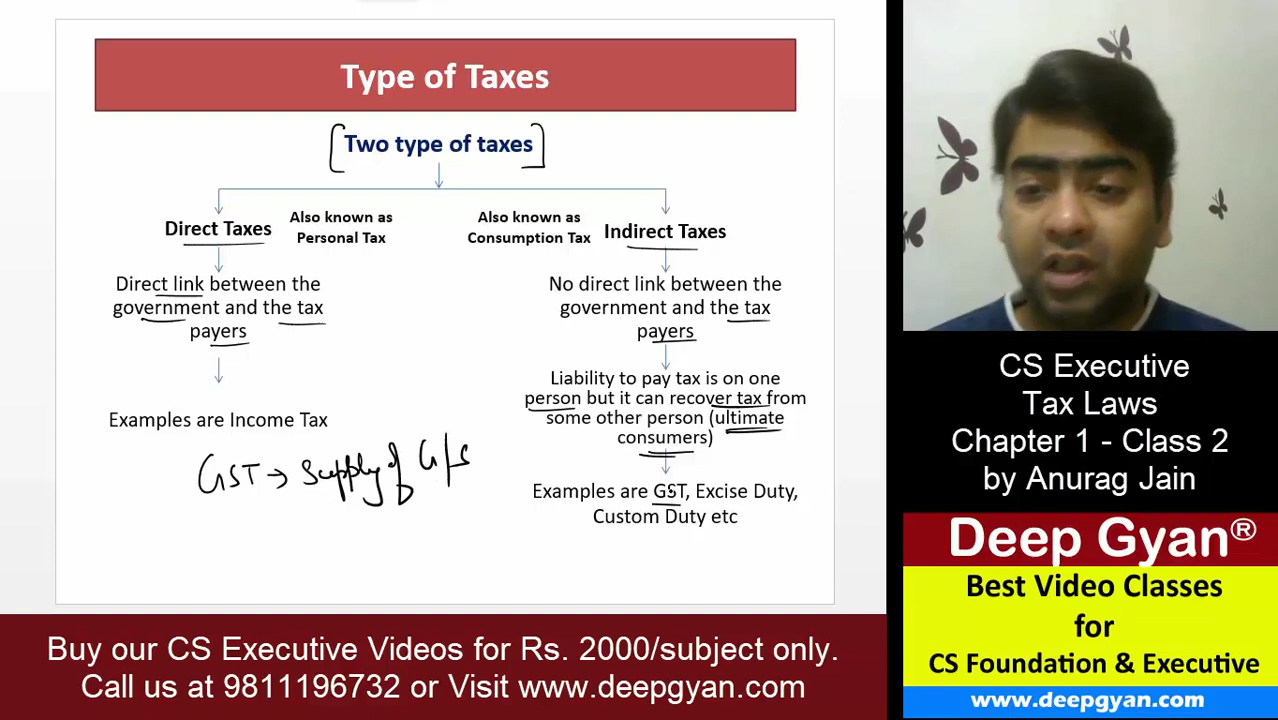 Type of Taxes
Two type of taxes
Direct Taxes
Also known as
Personal Tax
Direct link between the
government and the tax
payers
Examples are Income Tax
Also known as
Consumption Tax
Indirect Taxes
No direct link between the
government and the tax
payers
Liability to pay tax is on one
person but it can recover tax from
some other person (ultimate
consumers)
Examples are GST, Excise Duty,
Custom Duty etc
GST → Supply of G/S
CS Executive
Tax Laws
Chapter 1 - Class 2
by Anurag Jain
Deep Gyan®
Best Video Classes
for
CS Foundation & Executive
www.deepgyan.com
Buy our CS Executive Videos for Rs. 2000/subject only.
Call us at 9811196732 or Visit www.deepgyan.com